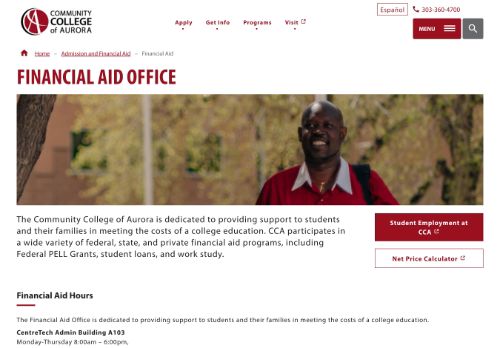 COMMUNITY
COLLEGE
of AURORA
Español
303-360-4700
Apply
Get Info
Programs
Visit
MENU
Home – Admission and Financial Aid – Financial Aid
FINANCIAL AID OFFICE
The Community College of Aurora is dedicated to providing support to students
and their families in meeting the costs of a college education. CCA participates in
a wide variety of federal, state, and private financial aid programs, including
Federal PELL Grants, student loans, and work study.
Student Employment at
CCA
Net Price Calculator
Financial Aid Hours
The Financial Aid Office is dedicated to providing support to students and their families in meeting the costs of a college education.
CentreTech Admin Building A103
Monday-Thursday 8:00am – 6:00pm,